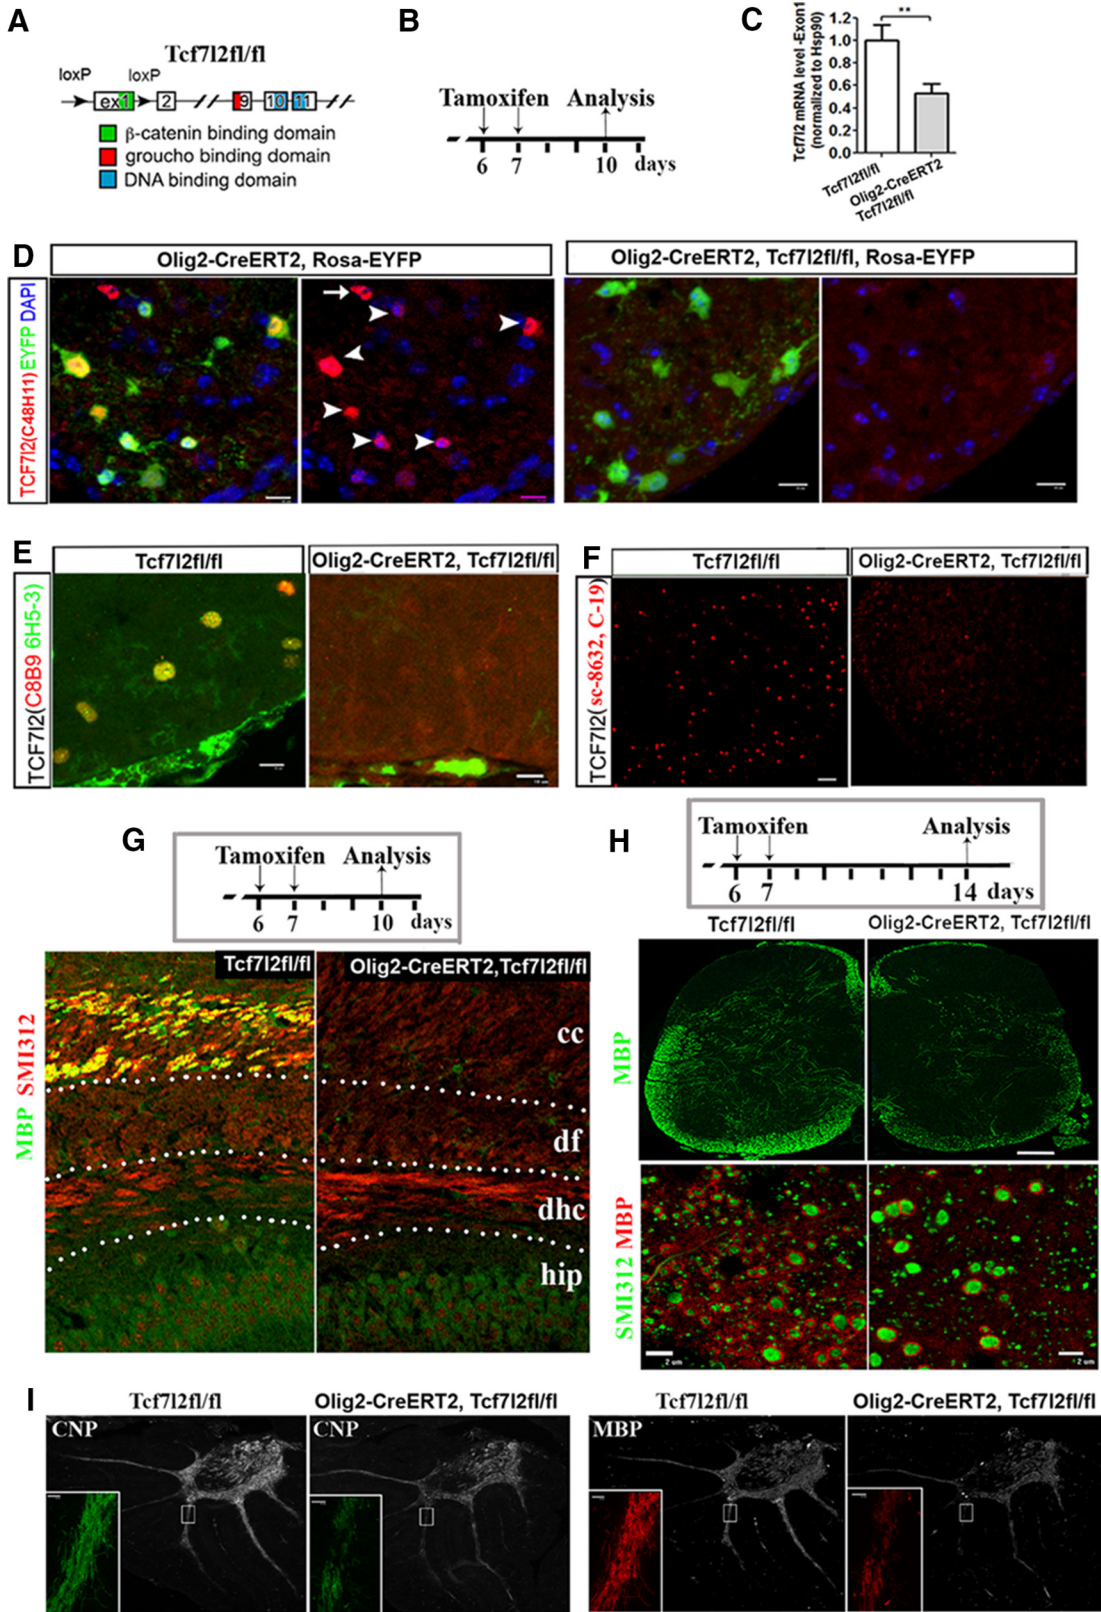 A
Tcf7l2fl/fl
loxP
loxP
ex1
2
9
10
11
β-catenin binding domain
groucho binding domain
DNA binding domain
B
Tamoxifen
Analysis
6
7
10
days
C
Tcf7l2 mRNA level -Exon1
(normalized to Hsp90)
1.2
1.0
0.8
0.6
0.4
0.2
0.0
**
Tcf7l2fl/fl
Olig2-CreERT2
Tcf7l2fl/fl
D
Olig2-CreERT2, Rosa-EYFP
Olig2-CreERT2, Tcf7l2fl/fl, Rosa-EYFP
TCF7l2(C48H11) EYFP DAPI
E
Tcf7l2fl/fl
Olig2-CreERT2, Tcf7l2fl/fl
TCF7l2(C8B9 6H5-3)
F
Tcf7l2fl/fl
Olig2-CreERT2, Tcf7l2fl/fl
TCF7l2( sc-8632, C-19)
G
Tamoxifen
Analysis
6
7
10
days
Tcf7l2fl/fl
Olig2-CreERT2,Tcf7l2fl/fl
MBP SMI312
cc
df
dhc
hip
H
Tamoxifen
Analysis
6
7
14
days
Tcf7l2fl/fl
Olig2-CreERT2, Tcf7l2fl/fl
MBP
SMI312 MBP
2 um
2 um
I
Tcf7l2fl/fl
Olig2-CreERT2, Tcf7l2fl/fl
Tcf7l2fl/fl
Olig2-CreERT2, Tcf7l2fl/fl
CNP
CNP
MBP
MBP